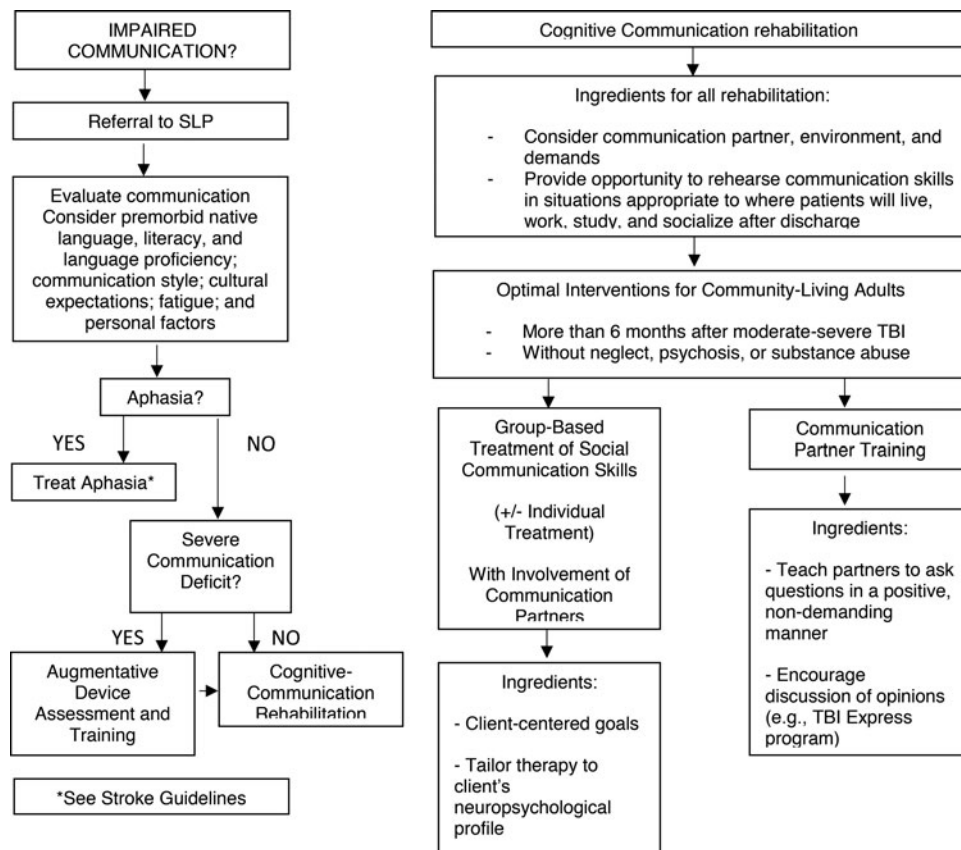 IMPAIRED
COMMUNICATION?
Referral to SLP
Evaluate communication
Consider premorbid native
language, literacy, and
language proficiency;
communication style; cultural
expectations; fatigue; and
personal factors
Aphasia?
YES
NO
Treat Aphasia*
Severe
Communication
Deficit?
YES
NO
Augmentative
Device
Assessment and
Training
Cognitive-
Communication
Rehabilitation
*See Stroke Guidelines
Cognitive Communication rehabilitation
Ingredients for all rehabilitation:
- Consider communication partner, environment, and
demands
- Provide opportunity to rehearse communication skills
in situations appropriate to where patients will live,
work, study, and socialize after discharge
Optimal Interventions for Community-Living Adults
- More than 6 months after moderate-severe TBI
- Without neglect, psychosis, or substance abuse
Group-Based
Treatment of Social
Communication Skills
(+/- Individual
Treatment)
With Involvement of
Communication
Partners
Ingredients:
- Client-centered goals
- Tailor therapy to
client's
neuropsychological
profile
Communication
Partner Training
Ingredients:
- Teach partners to ask
questions in a positive,
non-demanding
manner
- Encourage
discussion of opinions
(e.g., TBI Express
program)